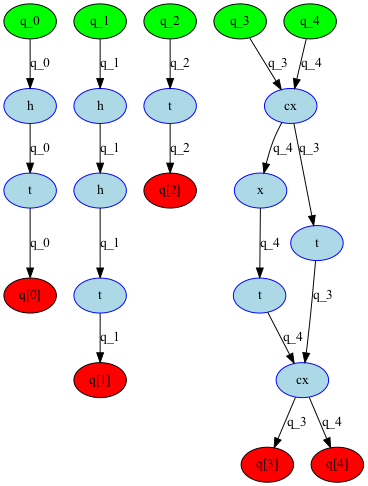 q_0 q_1 q_2 q_3 q_4
q_0 q_1 q_2 q_3 q_4
h h t cx
q_0 q_1 q_2 q_4 q_3
t h q[2] x
q_0 q_1 q_4 t
q[0] t t
q_1 q_4 q_3
q[1] cx
q_3 q_4
q[3] q[4]